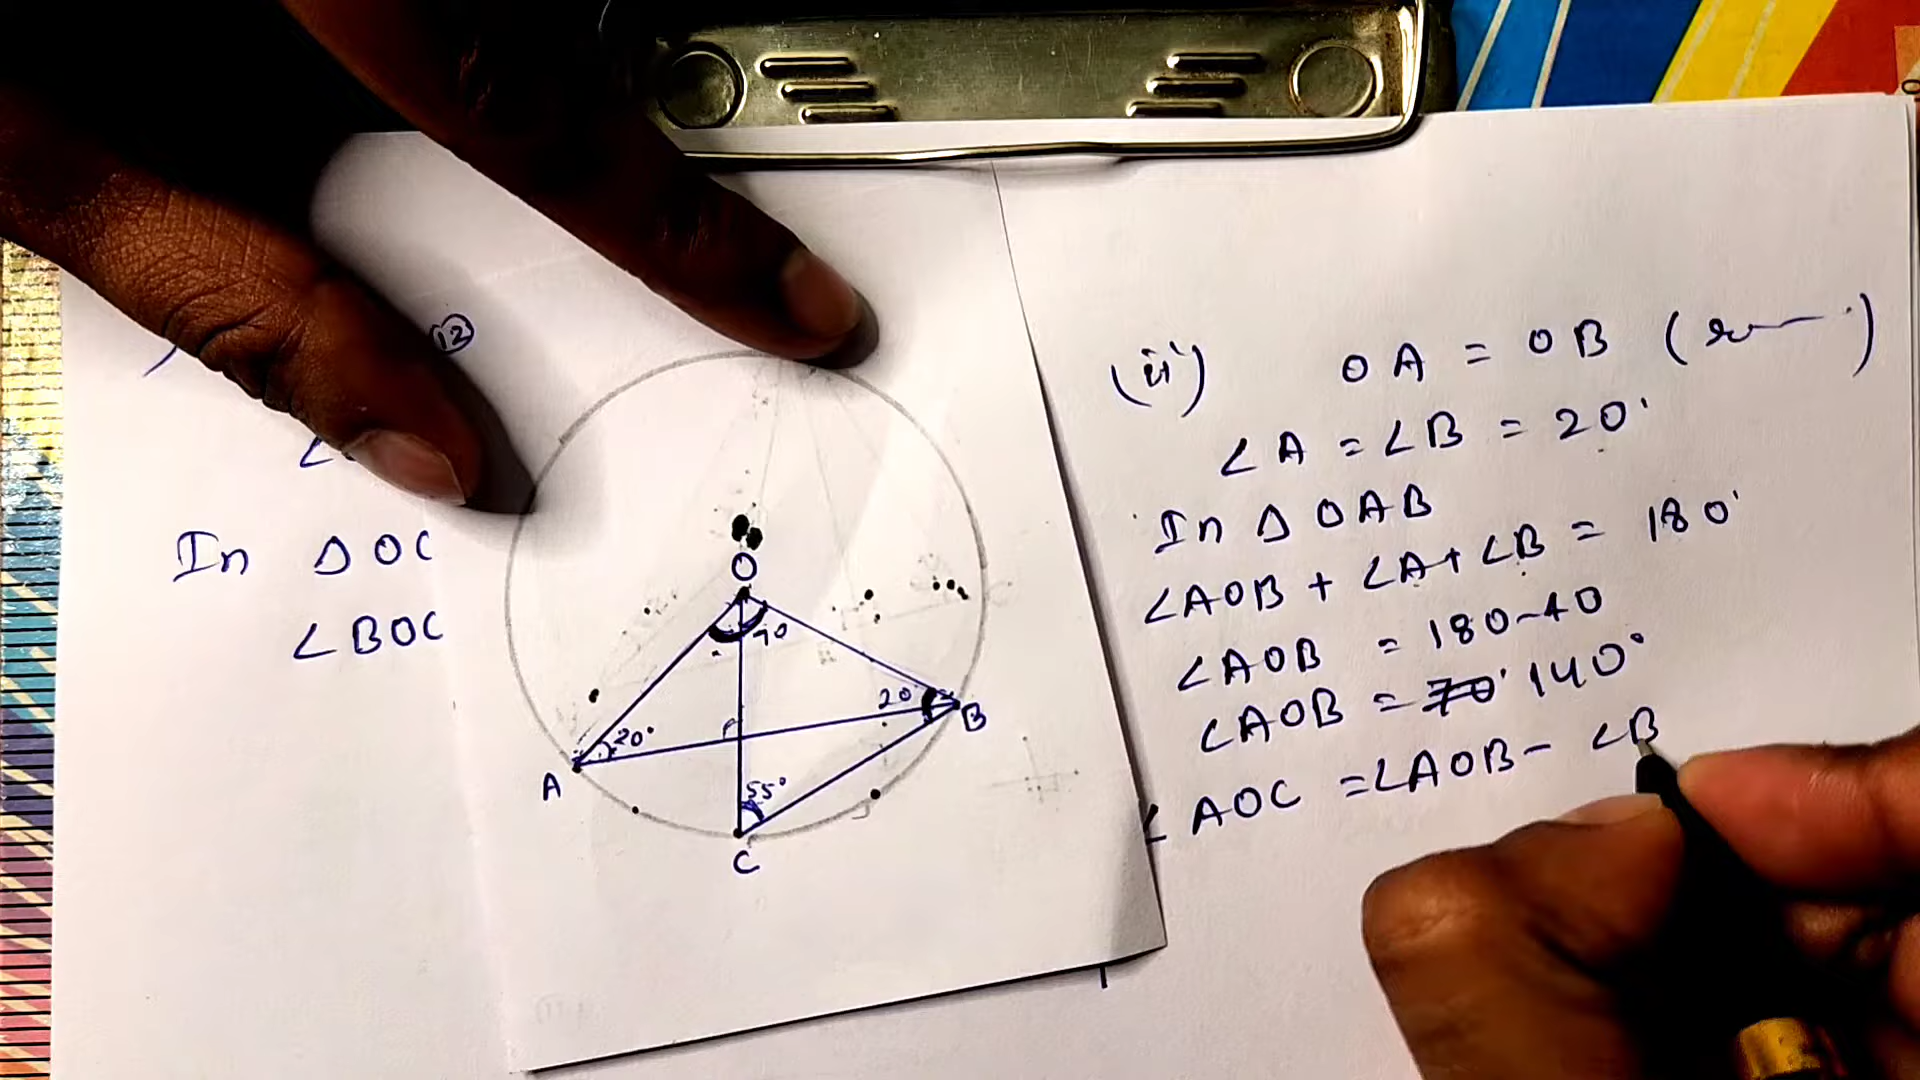 (12)
In △OC
∠BOC
O
70
20°
20
A
B
55°
C
(ii) OA = OB
∠A = ∠B = 20°
In △OAB
∠AOB + ∠A + ∠B = 180°
∠AOB = 180-40
∠AOB = 70° 140°
∠AOC = ∠AOB - ∠B